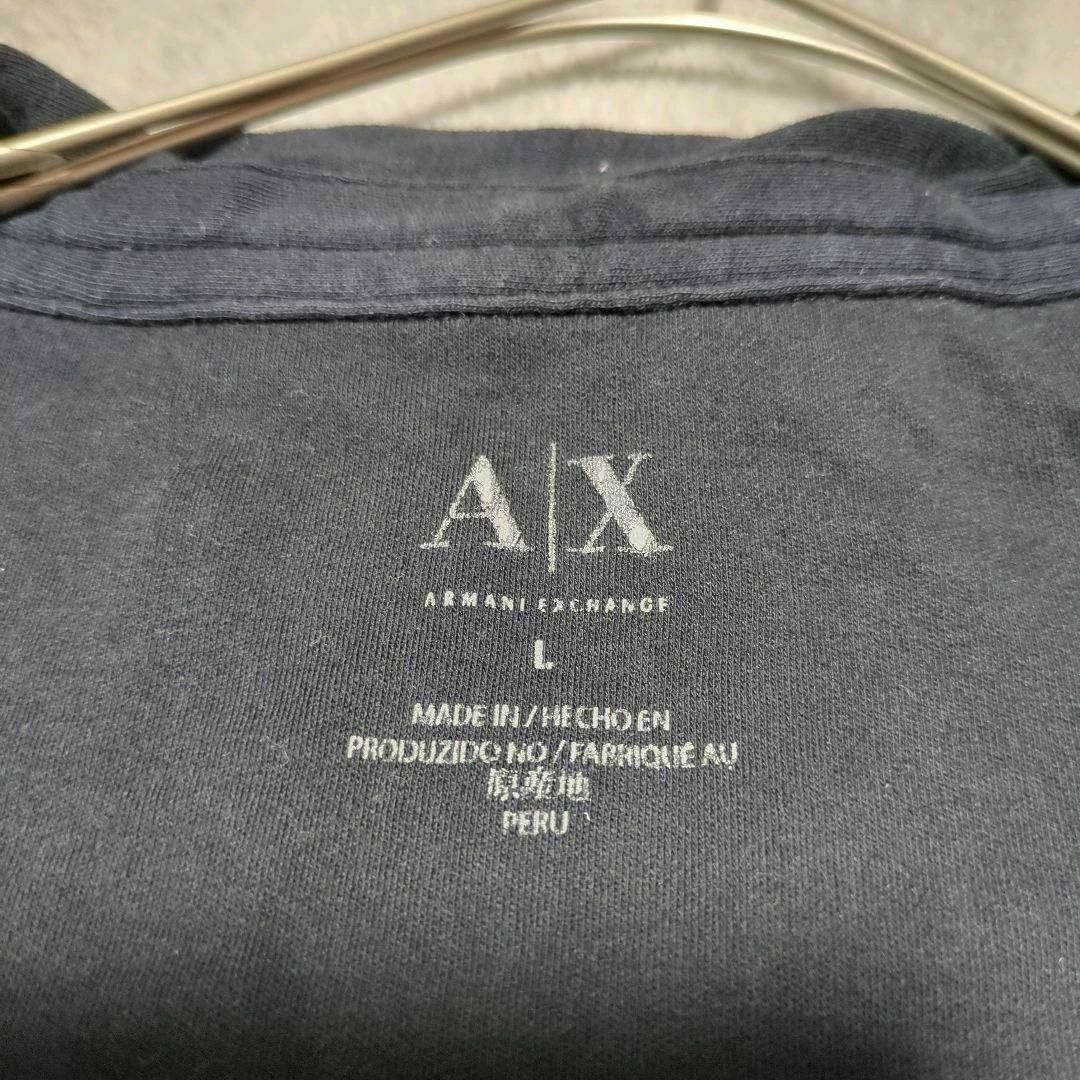 A|X
ARMANI EXCHANGE
L
MADE IN / HECHO EN
PRODUZIDO NO / FABRIQUÉ AU
原産地
PERU